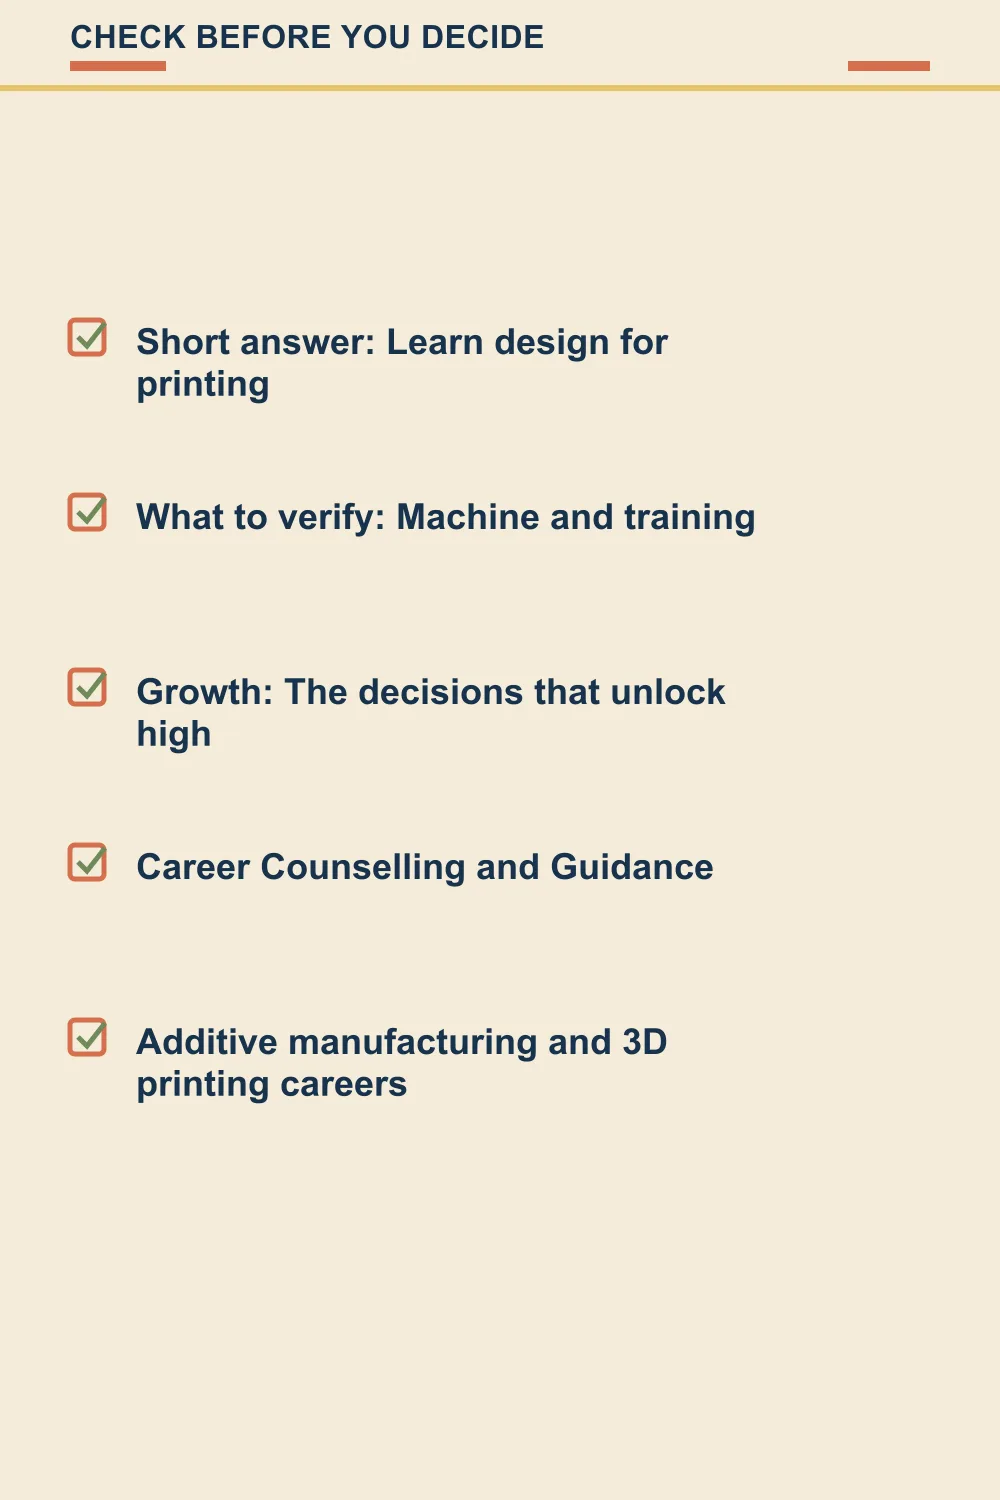 CHECK BEFORE YOU DECIDE
Short answer: Learn design for
printing
What to verify: Machine and training
Growth: The decisions that unlock
high
Career Counselling and Guidance
Additive manufacturing and 3D
printing careers